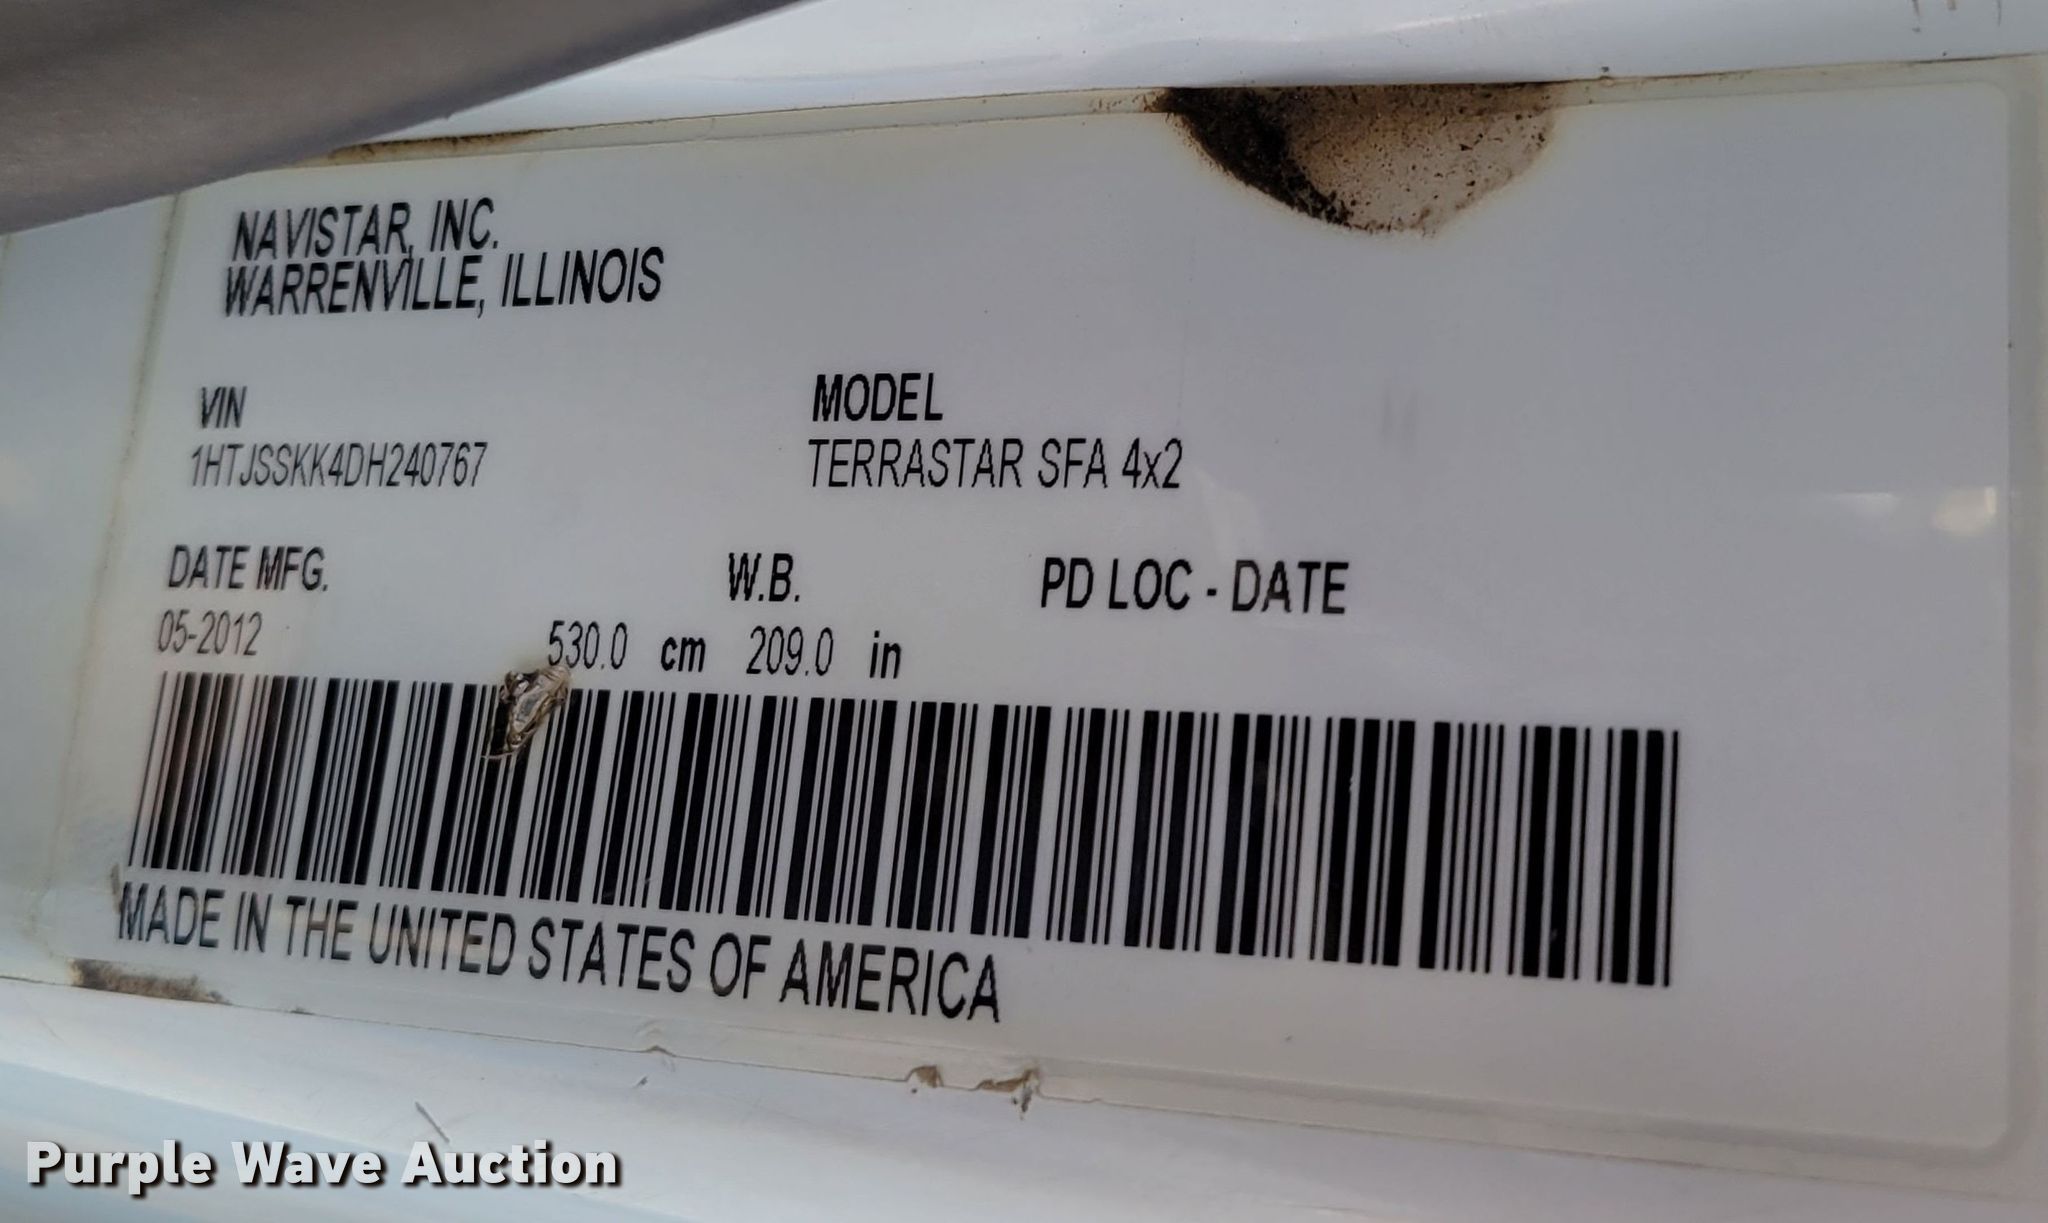 NAVISTAR, INC.
WARRENVILLE, ILLINOIS
VIN MODEL
1HTJSSKK4DH240767 TERRASTAR SFA 4x2
DATE MFG. W.B. PD LOC - DATE
05-2012 530.0 cm 209.0 in
MADE IN THE UNITED STATES OF AMERICA
Purple Wave Auction